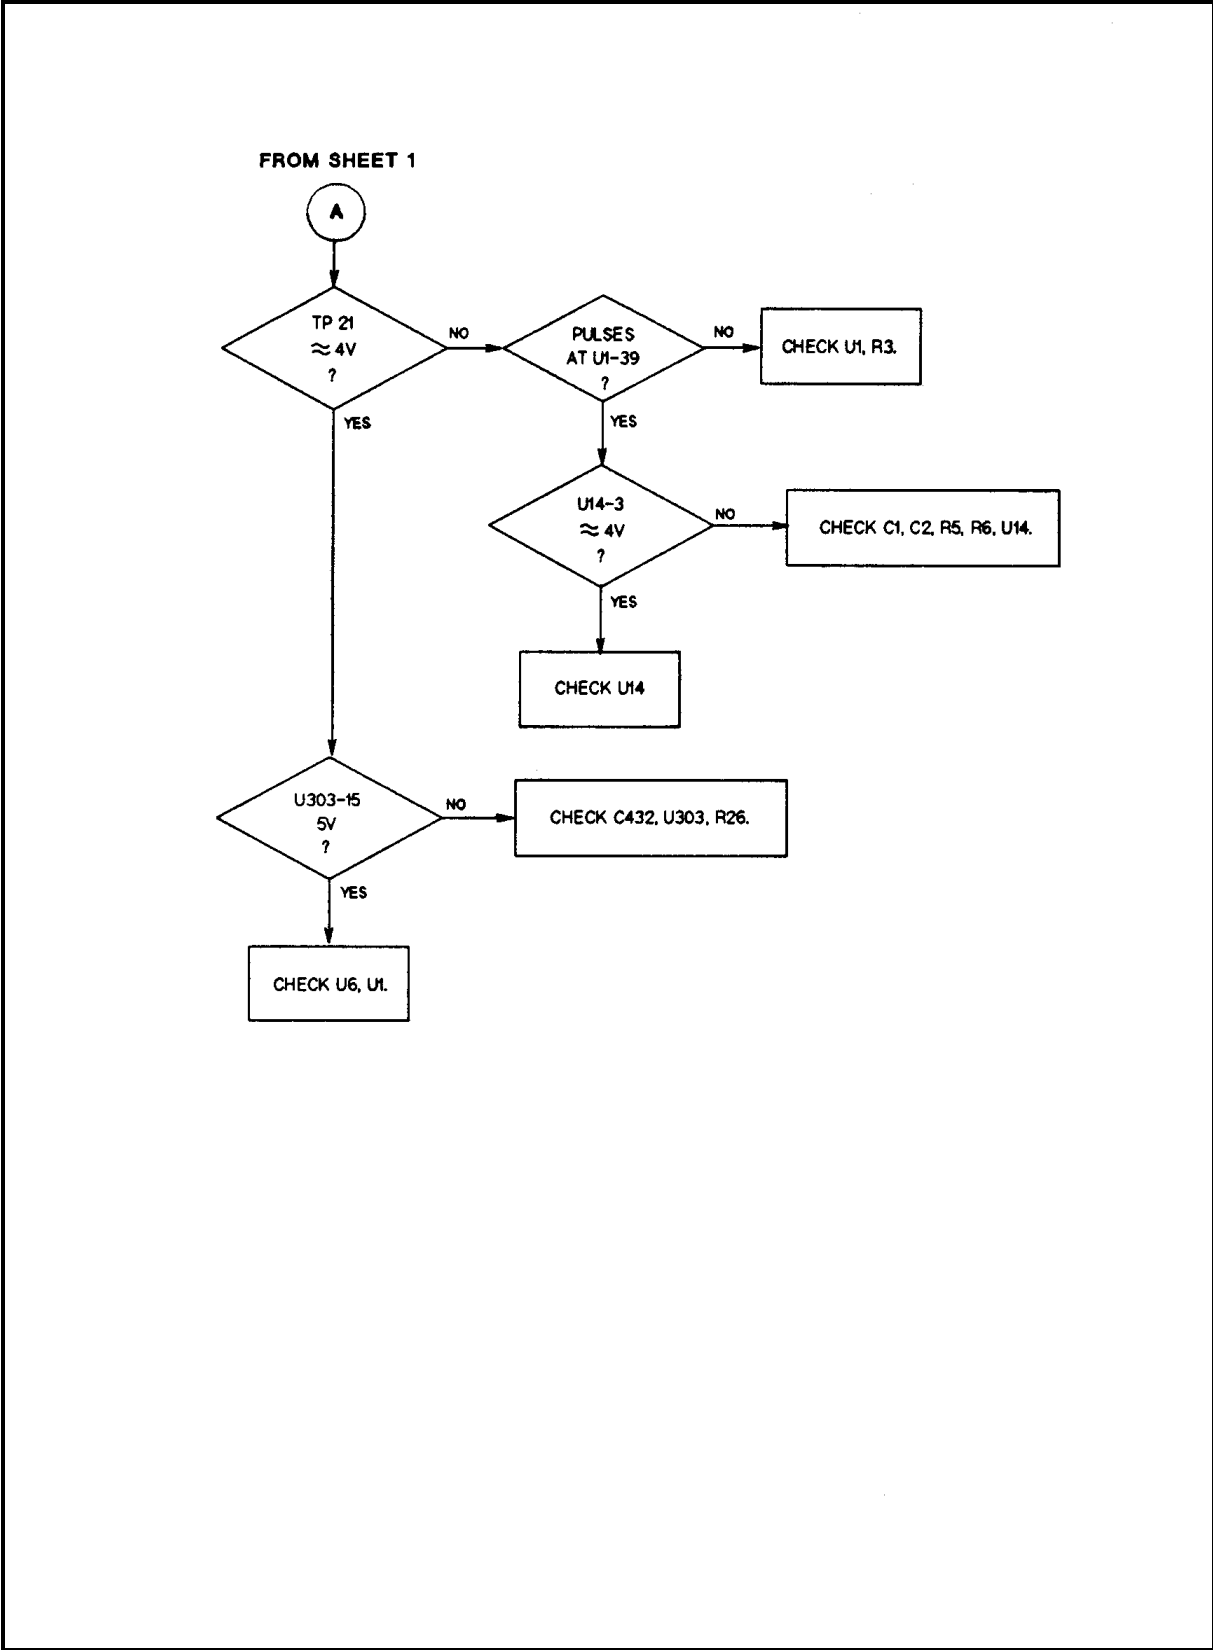 FROM SHEET 1
A
TP 21
≈ 4V
?
NO
YES
PULSES
AT U1-39
?
NO
YES
CHECK U1, R3.
U14-3
≈ 4V
?
NO
YES
CHECK C1, C2, R5, R6, U14.
CHECK U14
U303-15
5V
?
NO
YES
CHECK C432, U303, R26.
CHECK U6, U1.